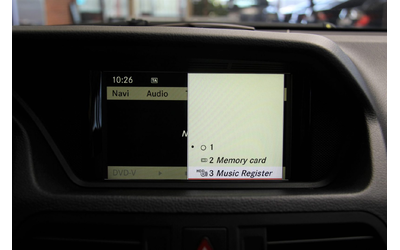 10:26
Navi Audio
M
1
2 Memory card
3 Music Register
DVD-V